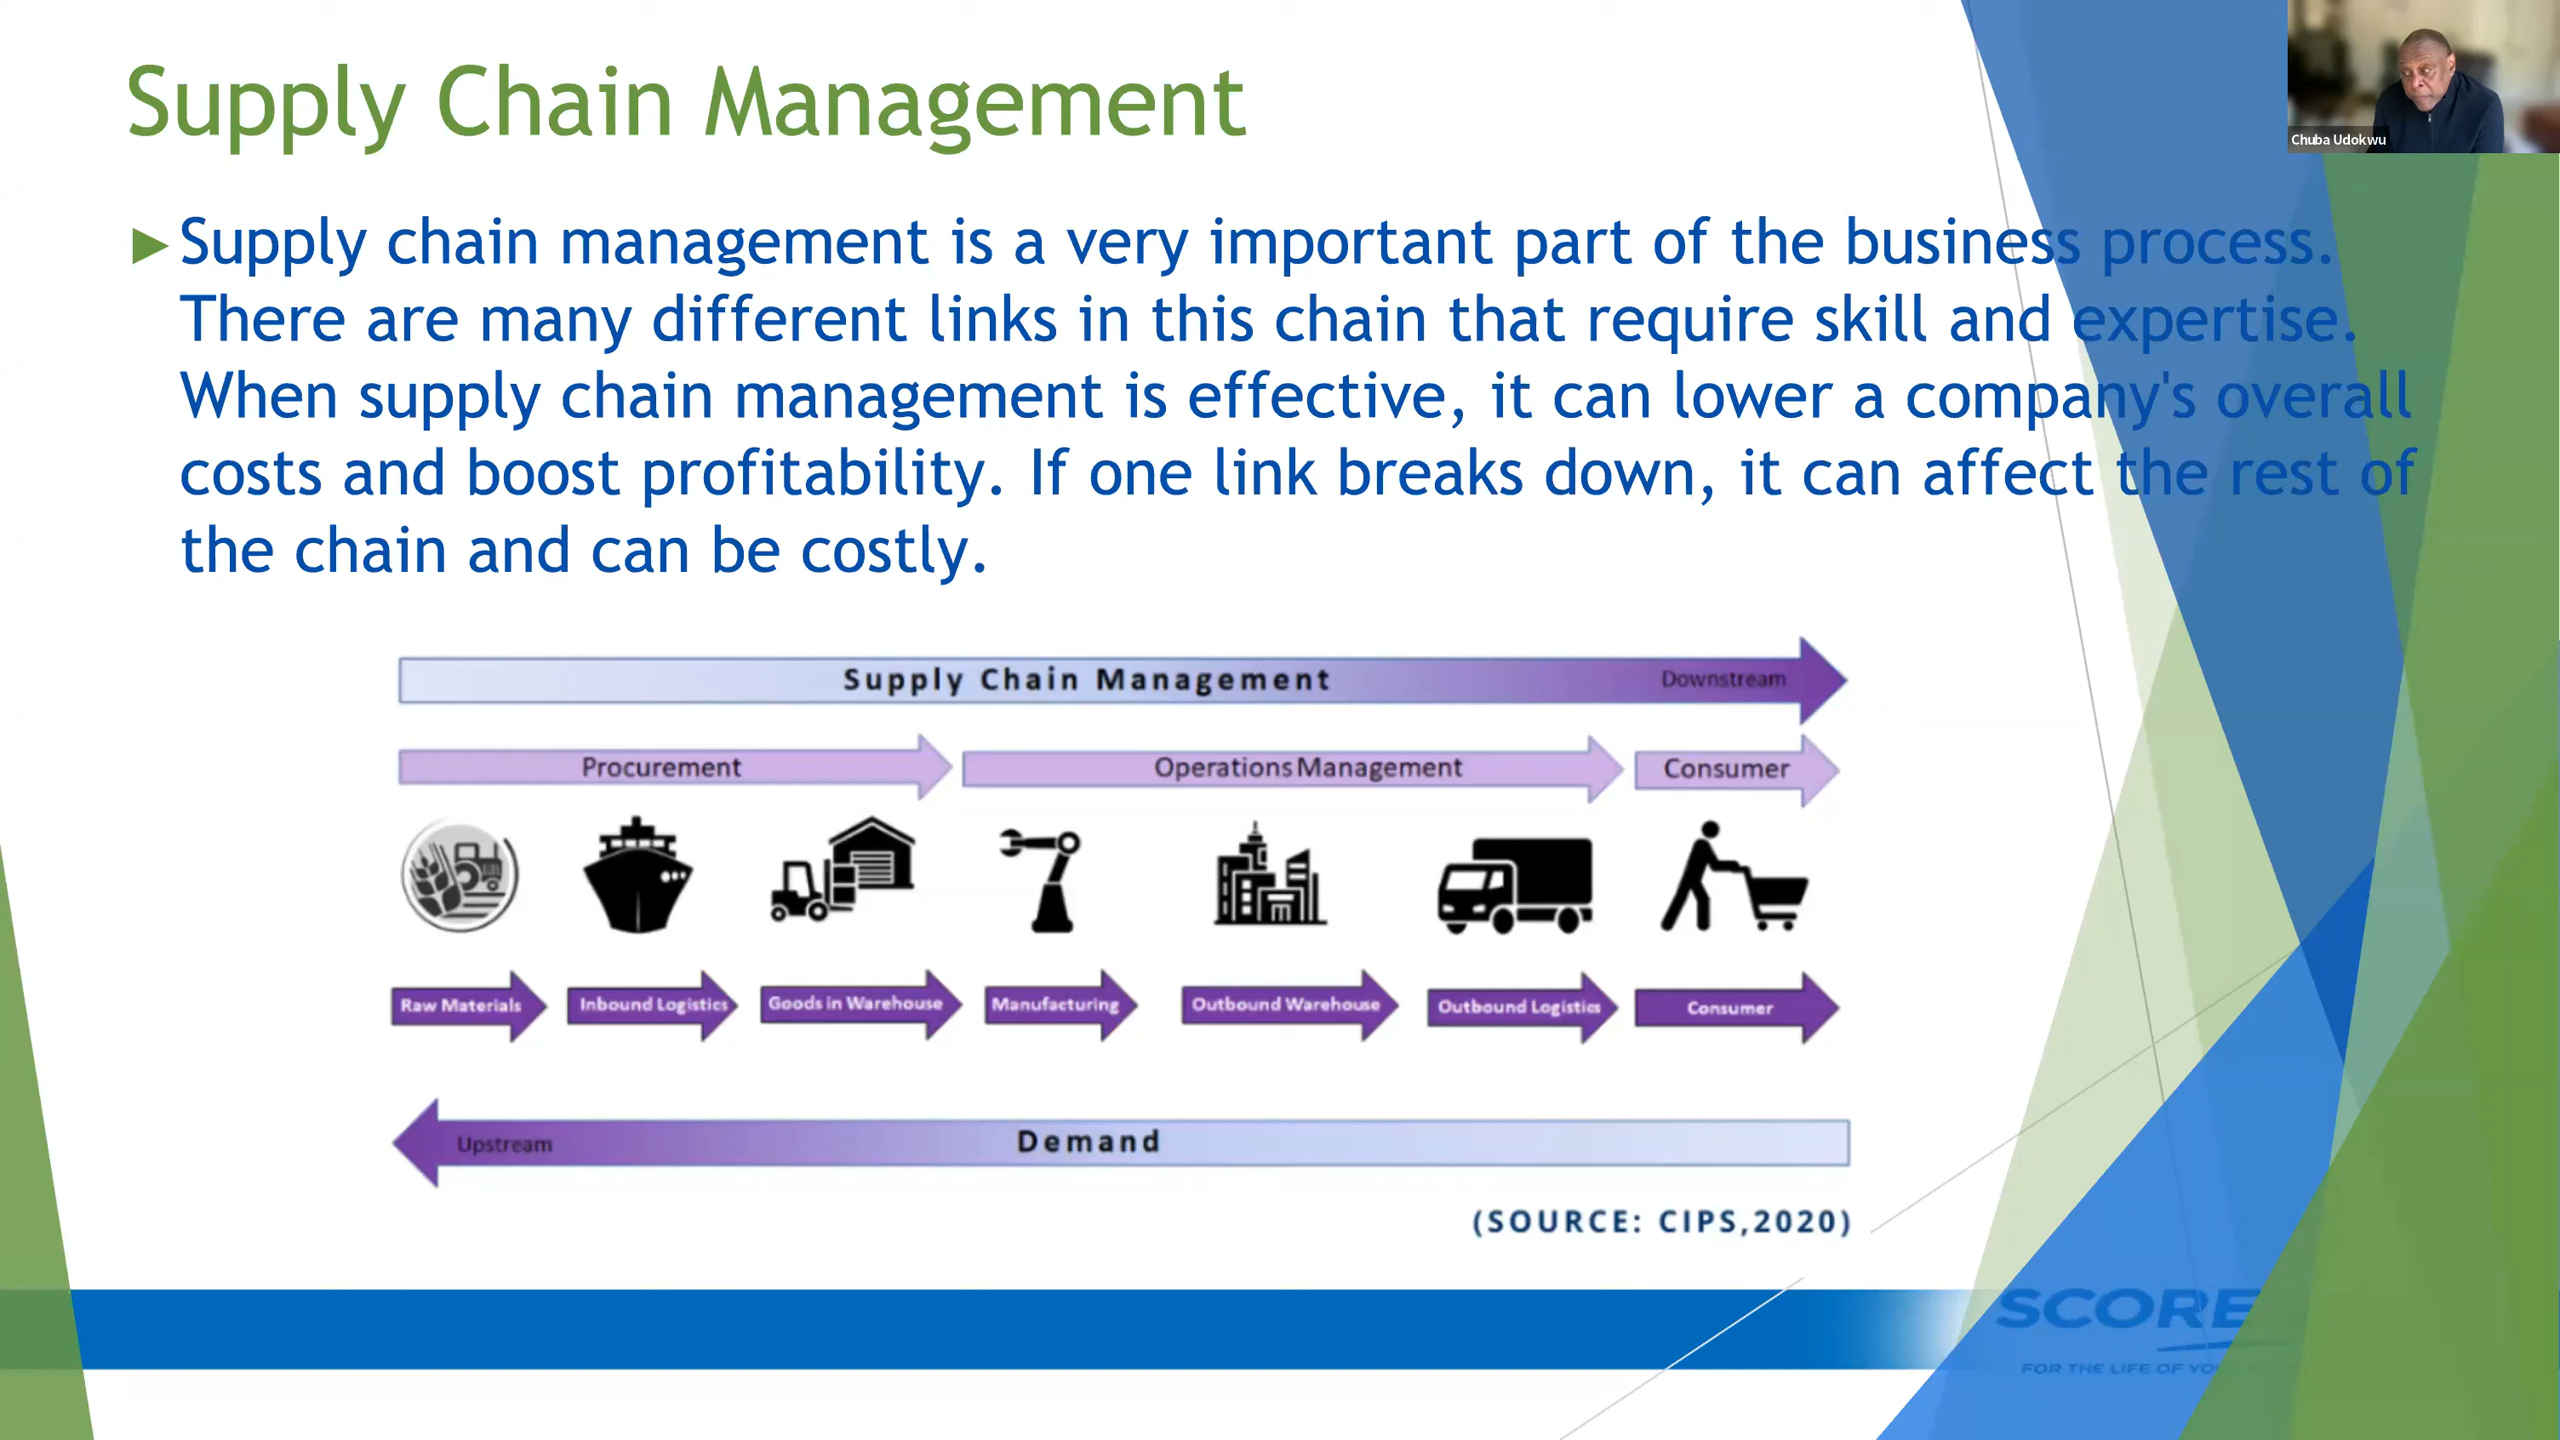 Supply Chain Management
Chuba Udokwu
Supply chain management is a very important part of the business process.
There are many different links in this chain that require skill and expertise.
When supply chain management is effective, it can lower a company's overall
costs and boost profitability. If one link breaks down, it can affect the rest of
the chain and can be costly.
Supply Chain Management Downstream
Procurement Operations Management Consumer
Raw Materials Inbound Logistics Goods in Warehouse Manufacturing Outbound Warehouse Outbound Logistics Consumer
Upstream Demand
(SOURCE: CIPS,2020)
SCORE
FOR THE LIFE OF